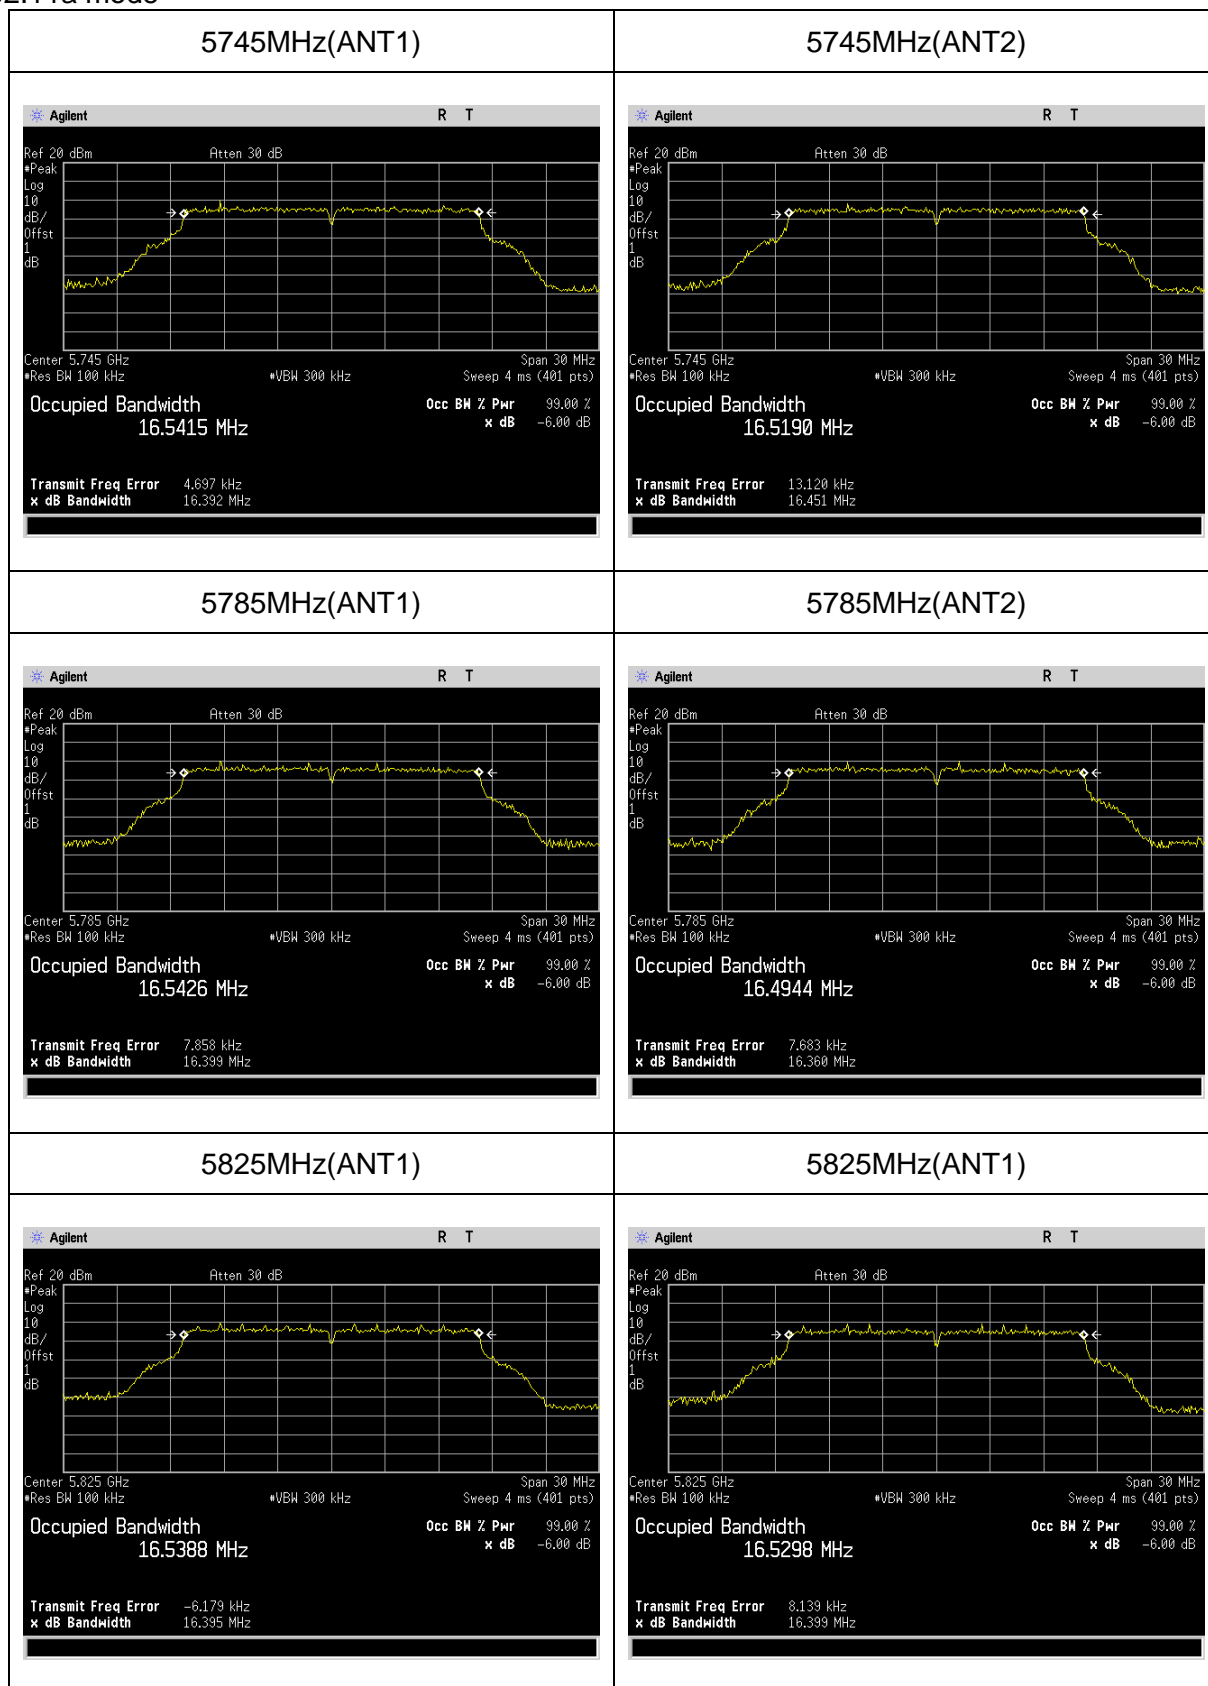 5745MHz(ANT1)
5745MHz(ANT2)
Agilent R T
Ref 20 dBm Atten 30 dB
#Peak
Log
10
dB/
Offst
1
dB
Center 5.745 GHz Span 30 MHz
#Res BW 100 kHz #VBW 300 kHz Sweep 4 ms (401 pts)
Occupied Bandwidth Occ BW % Pwr 99.00 %
16.5415 MHz x dB -6.00 dB
Transmit Freq Error 4.697 kHz
x dB Bandwidth 16.392 MHz
Agilent R T
Ref 20 dBm Atten 30 dB
#Peak
Log
10
dB/
Offst
1
dB
Center 5.745 GHz Span 30 MHz
#Res BW 100 kHz #VBW 300 kHz Sweep 4 ms (401 pts)
Occupied Bandwidth Occ BW % Pwr 99.00 %
16.5190 MHz x dB -6.00 dB
Transmit Freq Error 13.120 kHz
x dB Bandwidth 16.451 MHz
5785MHz(ANT1)
5785MHz(ANT2)
Agilent R T
Ref 20 dBm Atten 30 dB
#Peak
Log
10
dB/
Offst
1
dB
Center 5.785 GHz Span 30 MHz
#Res BW 100 kHz #VBW 300 kHz Sweep 4 ms (401 pts)
Occupied Bandwidth Occ BW % Pwr 99.00 %
16.5426 MHz x dB -6.00 dB
Transmit Freq Error 7.858 kHz
x dB Bandwidth 16.399 MHz
Agilent R T
Ref 20 dBm Atten 30 dB
#Peak
Log
10
dB/
Offst
1
dB
Center 5.785 GHz Span 30 MHz
#Res BW 100 kHz #VBW 300 kHz Sweep 4 ms (401 pts)
Occupied Bandwidth Occ BW % Pwr 99.00 %
16.4944 MHz x dB -6.00 dB
Transmit Freq Error 7.683 kHz
x dB Bandwidth 16.360 MHz
5825MHz(ANT1)
5825MHz(ANT1)
Agilent R T
Ref 20 dBm Atten 30 dB
#Peak
Log
10
dB/
Offst
1
dB
Center 5.825 GHz Span 30 MHz
#Res BW 100 kHz #VBW 300 kHz Sweep 4 ms (401 pts)
Occupied Bandwidth Occ BW % Pwr 99.00 %
16.5388 MHz x dB -6.00 dB
Transmit Freq Error -6.179 kHz
x dB Bandwidth 16.395 MHz
Agilent R T
Ref 20 dBm Atten 30 dB
#Peak
Log
10
dB/
Offst
1
dB
Center 5.825 GHz Span 30 MHz
#Res BW 100 kHz #VBW 300 kHz Sweep 4 ms (401 pts)
Occupied Bandwidth Occ BW % Pwr 99.00 %
16.5298 MHz x dB -6.00 dB
Transmit Freq Error 8.139 kHz
x dB Bandwidth 16.399 MHz